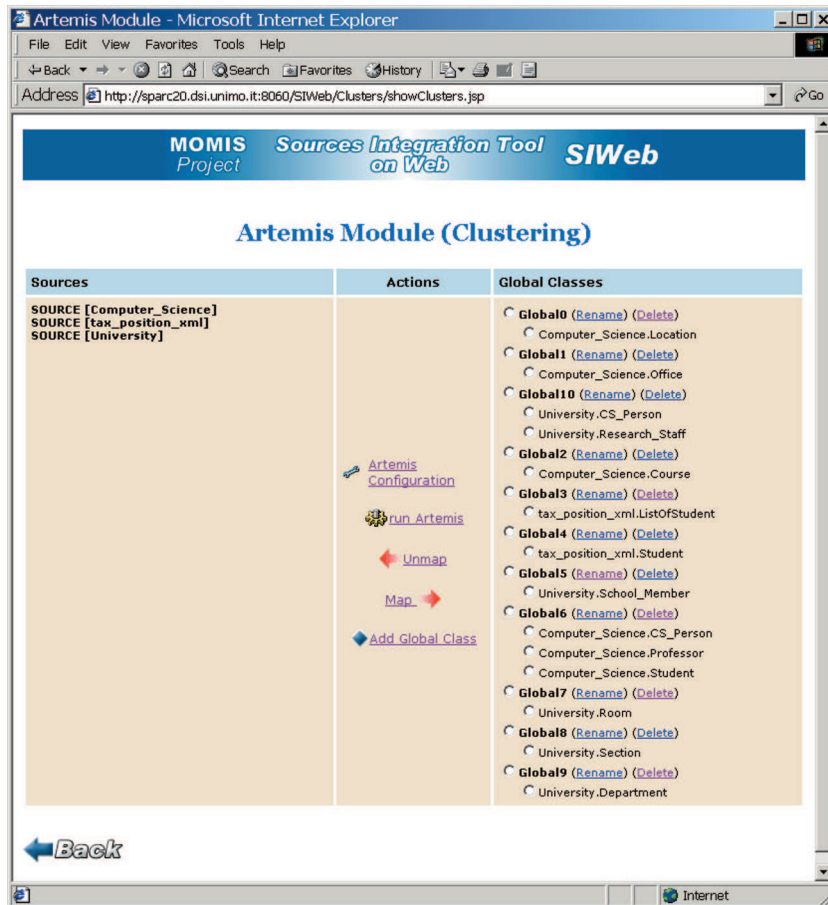 Artemis Module - Microsoft Internet Explorer
File Edit View Favorites Tools Help
Back Search Favorites History
Address http://sparc20.dsi.unimo.it:8060/SIWeb/Clusters/showClusters.jsp Go
MOMIS Project
Sources Integration Tool on Web
SIWeb
Artemis Module (Clustering)
Sources
SOURCE [Computer_Science]
SOURCE [tax_position_xml]
SOURCE [University]
Actions
Artemis Configuration
run Artemis
Unmap
Map
Add Global Class
Global Classes
Global0 (Rename) (Delete)
Computer_Science.Location
Global1 (Rename) (Delete)
Computer_Science.Office
Global10 (Rename) (Delete)
University.CS_Person
University.Research_Staff
Global2 (Rename) (Delete)
Computer_Science.Course
Global3 (Rename) (Delete)
tax_position_xml.ListOfStudent
Global4 (Rename) (Delete)
tax_position_xml.Student
Global5 (Rename) (Delete)
University.School_Member
Global6 (Rename) (Delete)
Computer_Science.CS_Person
Computer_Science.Professor
Computer_Science.Student
Global7 (Rename) (Delete)
University.Room
Global8 (Rename) (Delete)
University.Section
Global9 (Rename) (Delete)
University.Department
Back
Internet